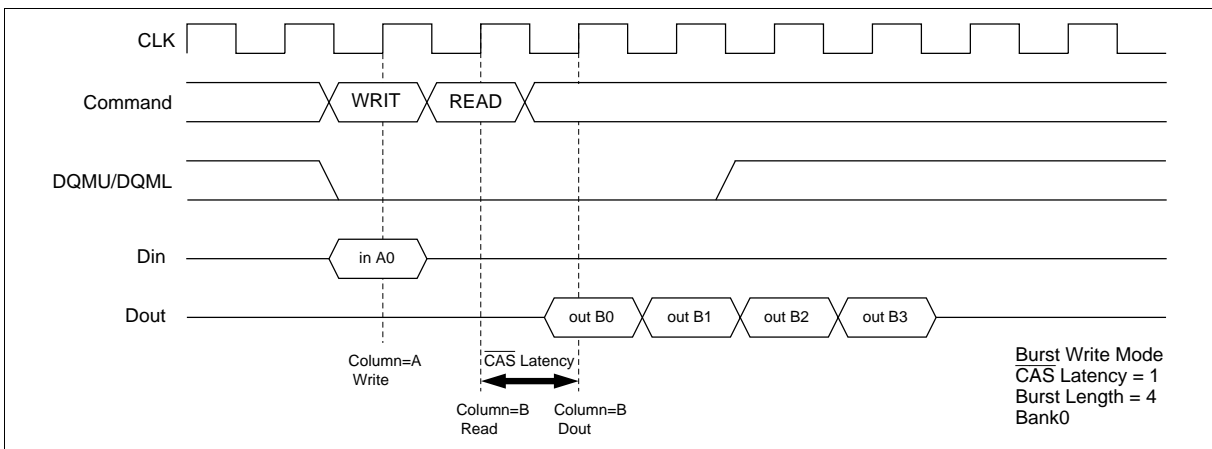 CLK
Command
WRIT
READ
DQMU/DQML
Din
in A0
Dout
out B0
out B1
out B2
out B3
Column=A
Write
CAS Latency
Column=B
Read
Column=B
Dout
Burst Write Mode
CAS Latency = 1
Burst Length = 4
Bank0